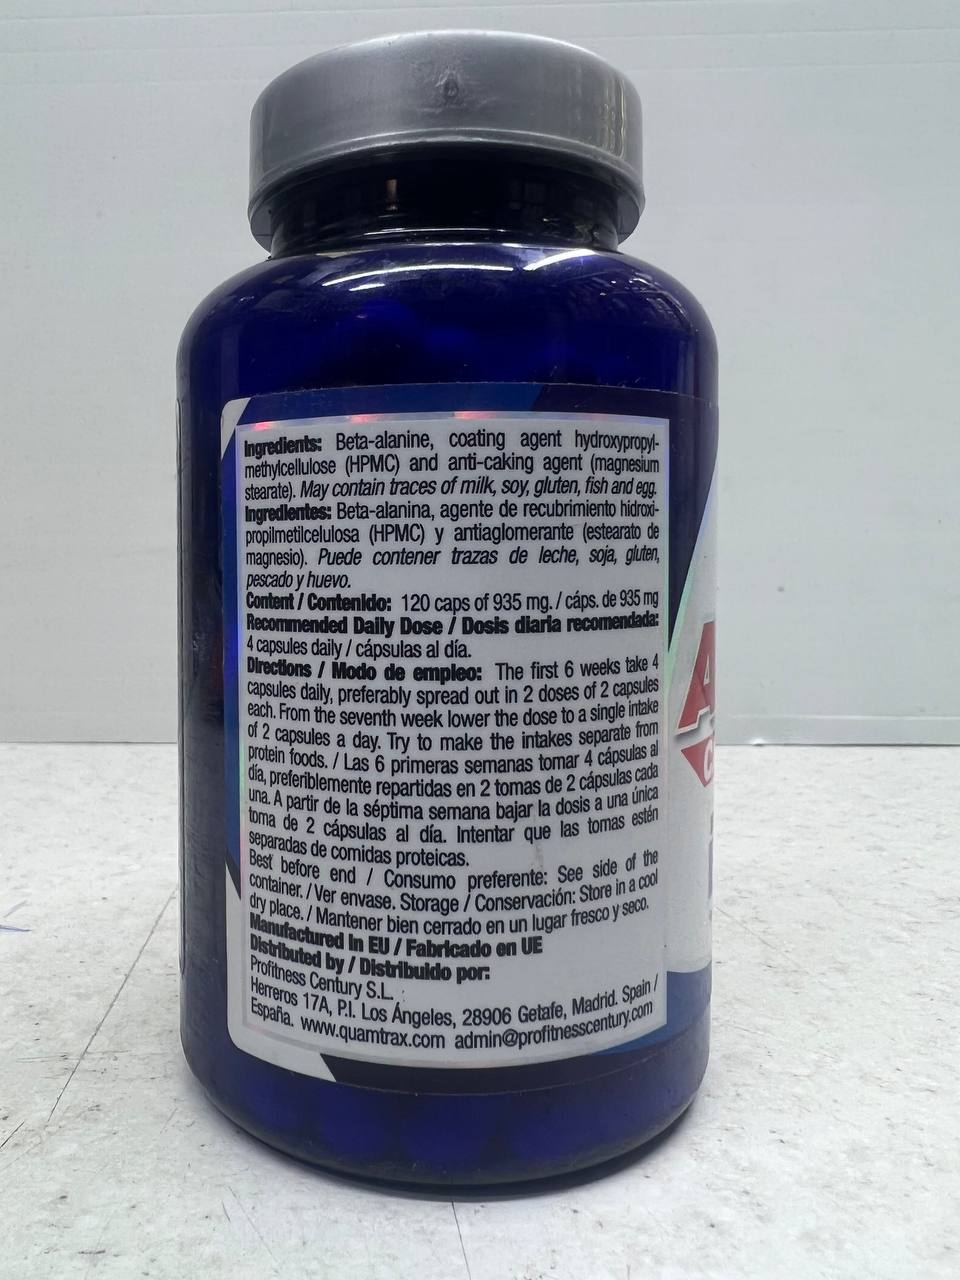 Ingredients: Beta-alanine, coating agent hydroxypropyl-
methylcellulose (HPMC) and anti-caking agent (magnesium
stearate). May contain traces of milk, soy, gluten, fish and egg.
Ingredientes: Beta-alanina, agente de recubrimiento hidroxi-
propilmetilcelulosa (HPMC) y antiaglomerante (estearato de
magnesio). Puede contener trazas de leche, soja, gluten,
pescado y huevo.
Content / Contenido: 120 caps of 935 mg. / cáps. de 935 mg
Recommended Daily Dose / Dosis diaria recomendada:
4 capsules daily / cápsulas al día.
Directions / Modo de empleo: The first 6 weeks take 4
capsules daily, preferably spread out in 2 doses of 2 capsules
each. From the seventh week lower the dose to a single intake
of 2 capsules a day. Try to make the intakes separate from
protein foods. / Las 6 primeras semanas tomar 4 cápsulas al
día, preferiblemente repartidas en 2 tomas de 2 cápsulas cada
una. A partir de la séptima semana bajar la dosis a una única
toma de 2 cápsulas al día. Intentar que las tomas estén
separadas de comidas proteicas.
Best before end / Consumo preferente: See side of the
container. / Ver envase. Storage / Conservación: Store in a cool
dry place. / Mantener bien cerrado en un lugar fresco y seco.
Manufactured in EU / Fabricado en UE
Distributed by / Distribuido por:
Profitness Century S.L.
Herreros 17A, P.I. Los Ángeles, 28906 Getafe, Madrid. Spain /
España. www.quamtrax.com admin@profitnesscentury.com